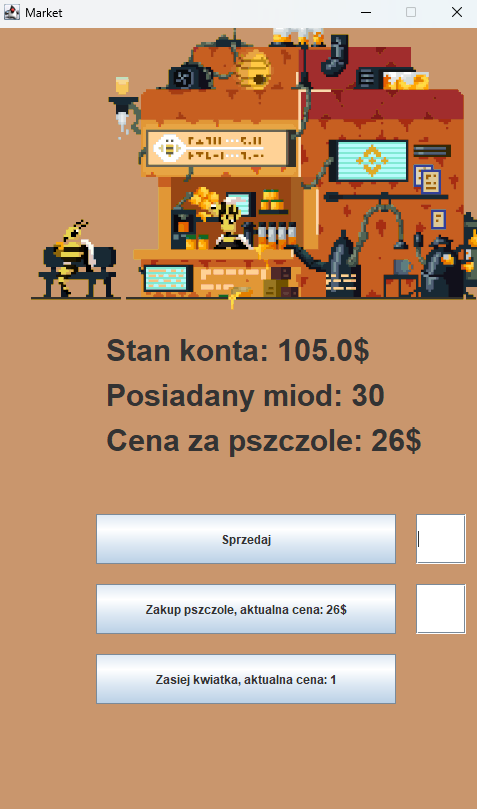 Market
Stan konta: 105.0$
Posiadany miod: 30
Cena za pszczole: 26$
Sprzedaj
Zakup pszczole, aktualna cena: 26$
Zasiej kwiatka, aktualna cena: 1